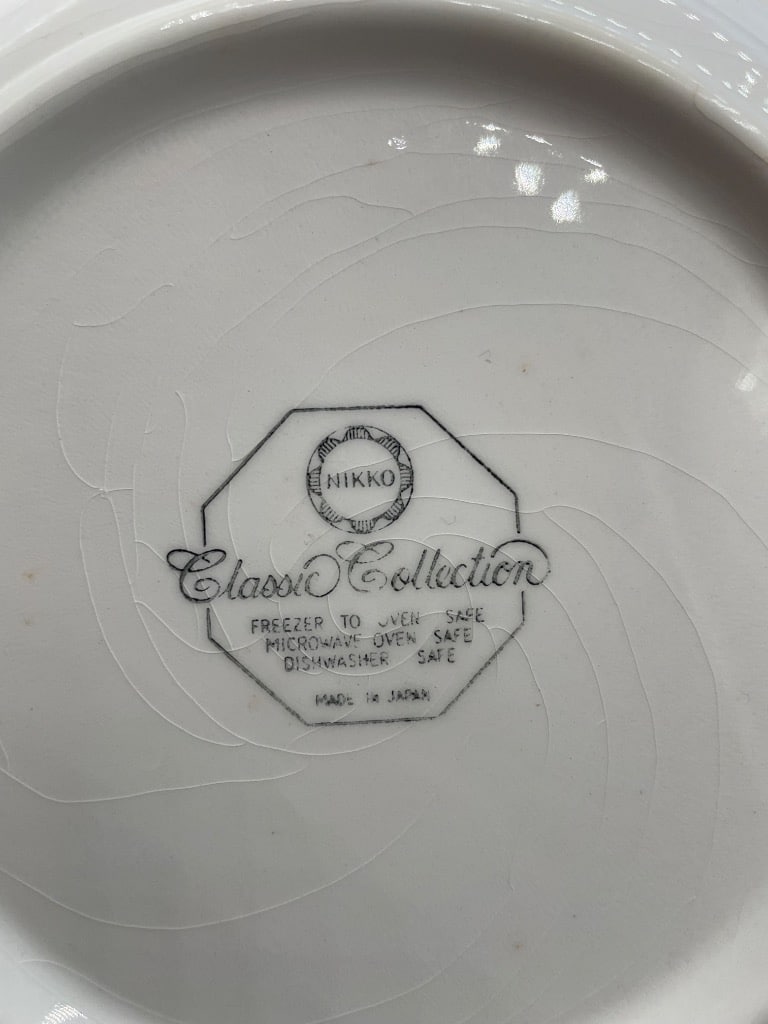 NIKKO
Classic Collection
FREEZER TO OVEN SAFE
MICROWAVE OVEN SAFE
DISHWASHER SAFE
MADE IN JAPAN